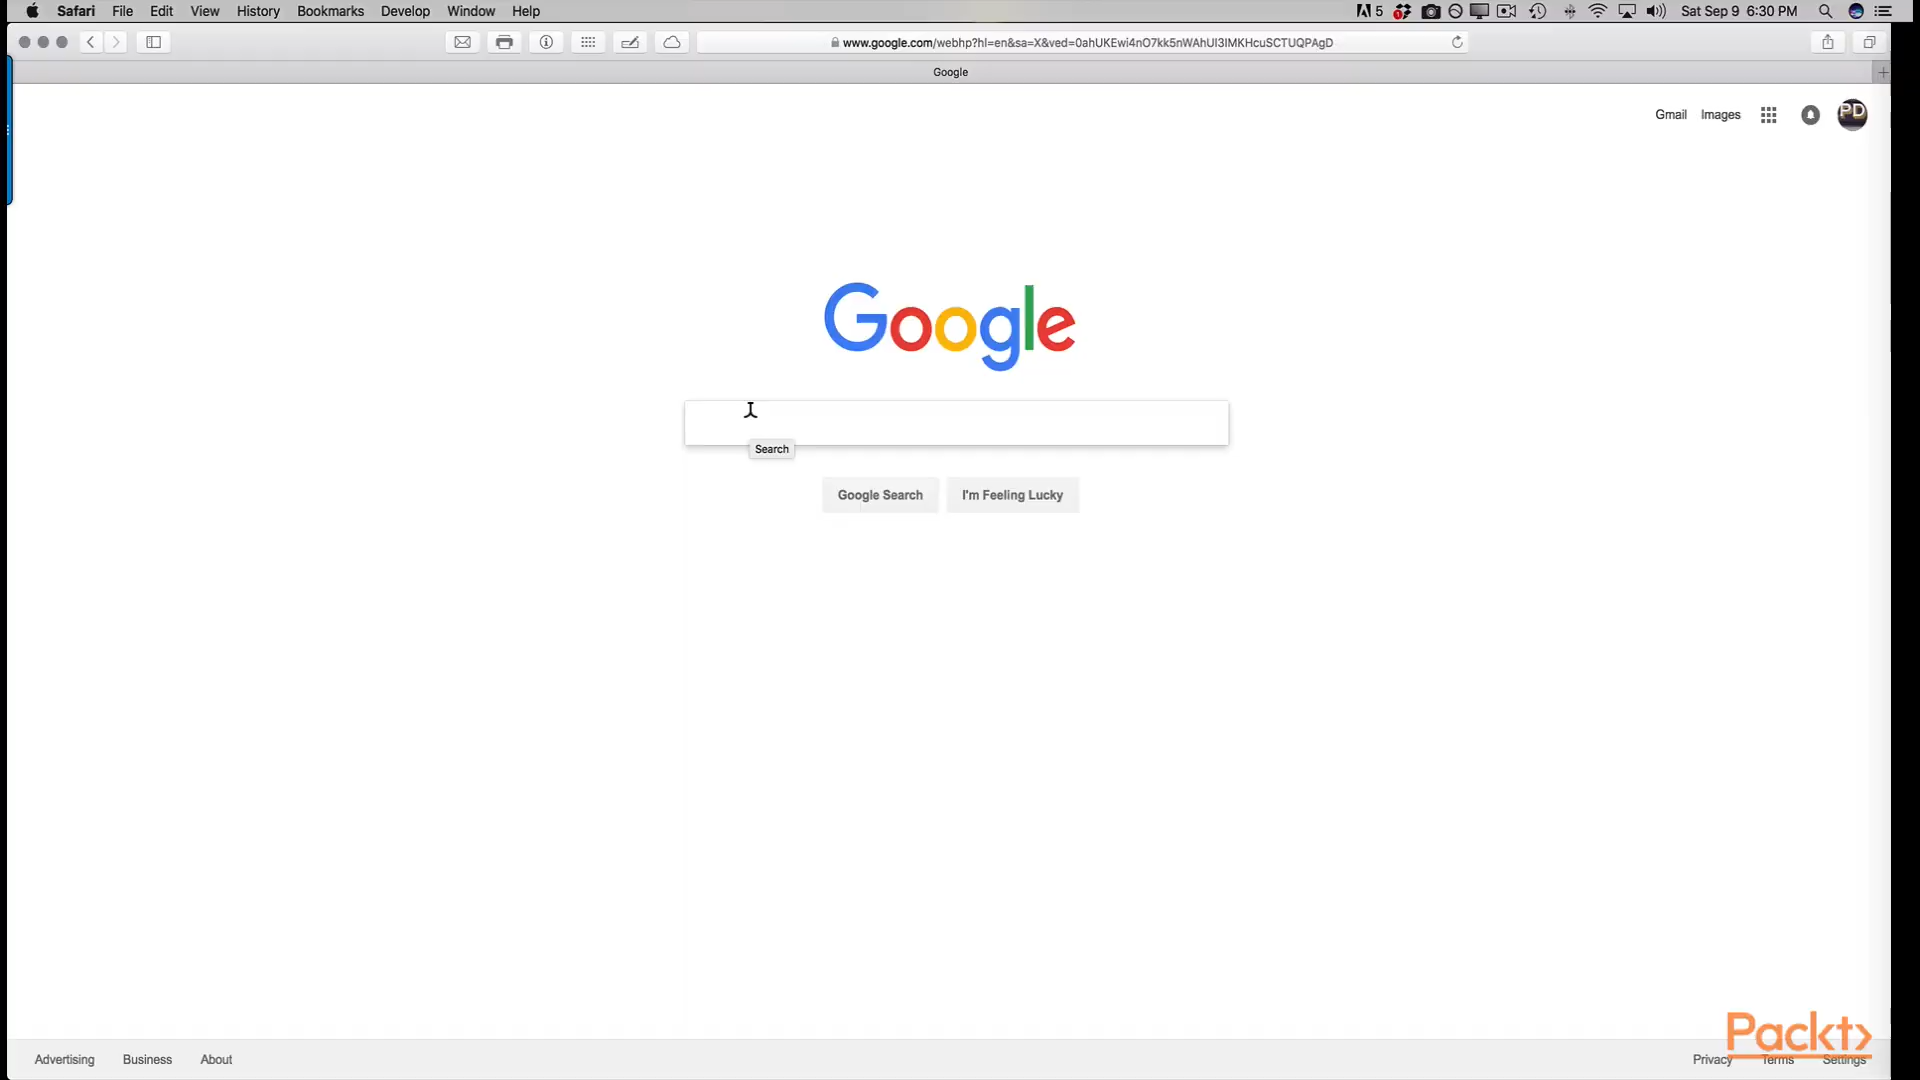 Safari File Edit View History Bookmarks Develop Window Help 5 Sat Sep 9 6:30 PM
www.google.com/webhp?hl=en&sa=X&ved=0ahUKEwi4nO7kk5nWAhUI3IMKHcuSCTUQPAgD
Google
Gmail Images PD
Google
Search
Google Search I'm Feeling Lucky
Packt>
Advertising Business About Privacy Terms Settings